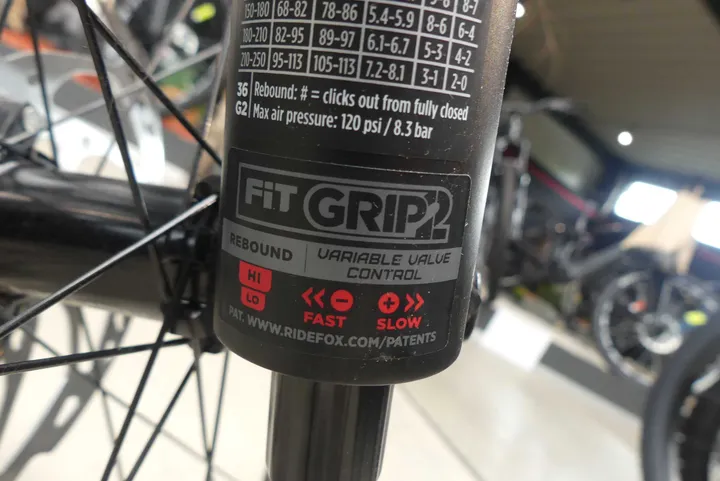 150-180 68-82 78-86 5.4-5.9 8-6 6-4
180-210 82-95 89-97 6.1-6.7 5-3 4-2
210-250 95-113 105-113 7.2-8.1 3-1 2-0
36 Rebound: # = clicks out from fully closed
G2 Max air pressure: 120 psi / 8.3 bar
FiT GRIP2
REBOUND VARIABLE VALVE
CONTROL
HI
LO
<<- +>>
FAST SLOW
PAT. WWW.RIDEFOX.COM/PATENTS